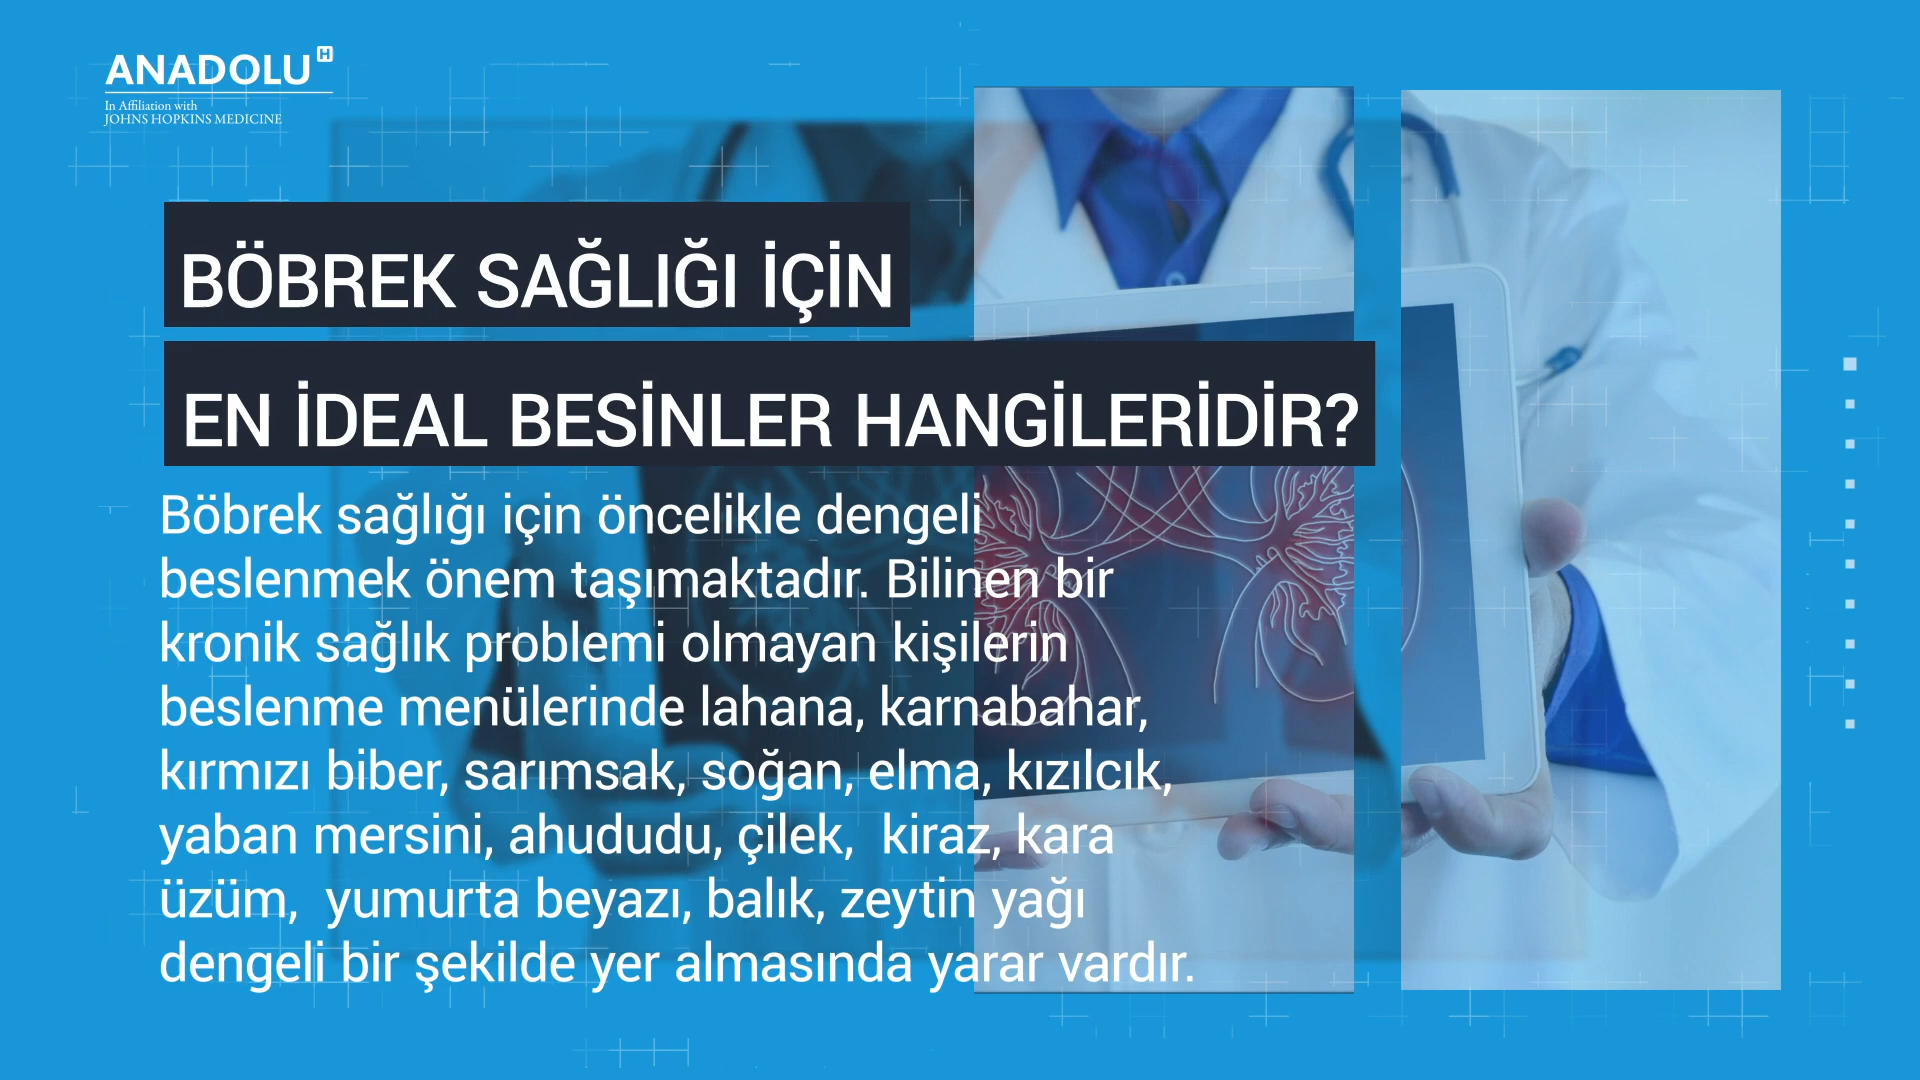 ANADOLU H
In Affiliation with
JOHNS HOPKINS MEDICINE
BÖBREK SAĞLIĞI İÇİN
EN İDEAL BESİNLER HANGİLERİDİR?
Böbrek sağlığı için öncelikle dengeli
beslenmek önem taşımaktadır. Bilinen bir
kronik sağlık problemi olmayan kişilerin
beslenme menülerinde lahana, karnabahar,
kırmızı biber, sarımsak, soğan, elma, kızılcık,
yaban mersini, ahududu, çilek,  kiraz, kara
üzüm,  yumurta beyazı, balık, zeytin yağı
dengeli bir şekilde yer almasında yarar vardır.